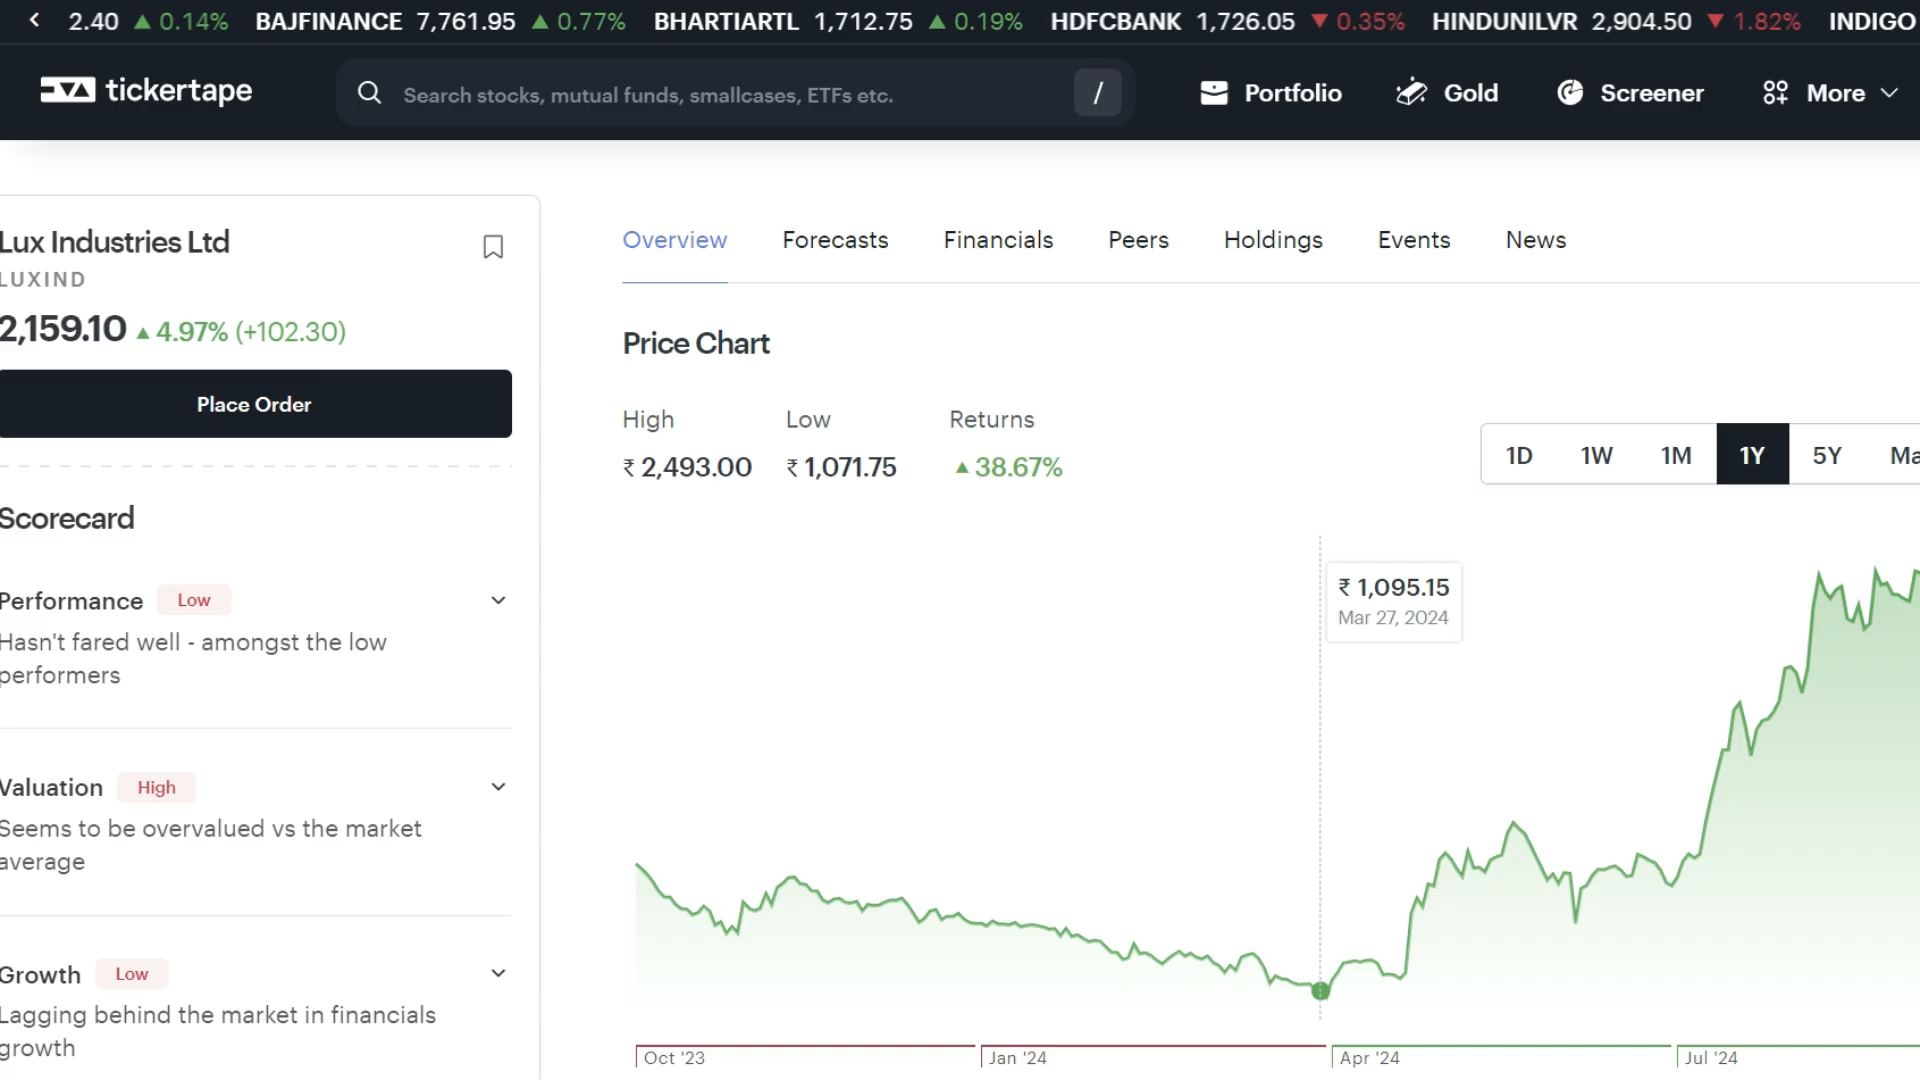 2.40 ▲ 0.14% BAJFINANCE 7,761.95 ▲ 0.77% BHARTIARTL 1,712.75 ▲ 0.19% HDFCBANK 1,726.05 ▼ 0.35% HINDUNILVR 2,904.50 ▼ 1.82% INDIGO
tickertape
Search stocks, mutual funds, smallcases, ETFs etc. /
Portfolio Gold Screener More
Lux Industries Ltd
LUXIND
2,159.10 ▲ 4.97% (+102.30)
Place Order
Scorecard
Performance Low
Hasn't fared well - amongst the low
performers
Valuation High
Seems to be overvalued vs the market
average
Growth Low
Lagging behind the market in financials
growth
Overview Forecasts Financials Peers Holdings Events News
Price Chart
High Low Returns
₹ 2,493.00 ₹ 1,071.75 ▲ 38.67%
1D 1W 1M 1Y 5Y Ma
₹ 1,095.15
Mar 27, 2024
Oct '23 Jan '24 Apr '24 Jul '24